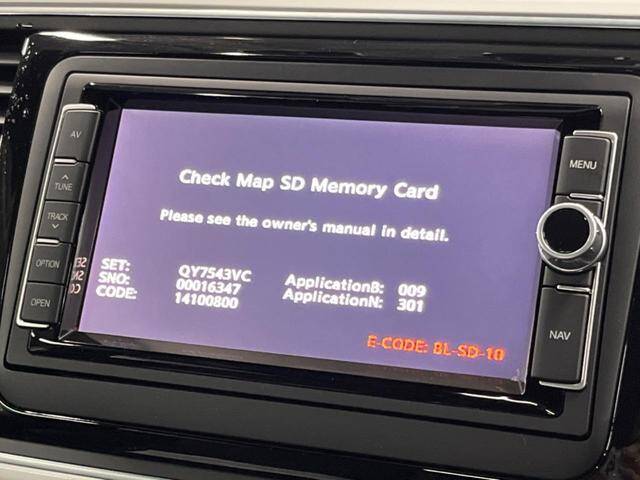 Check Map SD Memory Card
Please see the owner's manual in detail.
SET: QY7543VC ApplicationB: 009
SNO: 00016347 ApplicationN: 301
CODE: 14100800
E-CODE: BL-SD-10
AV
TUNE
TRACK
OPTION
OPEN
MENU
NAV